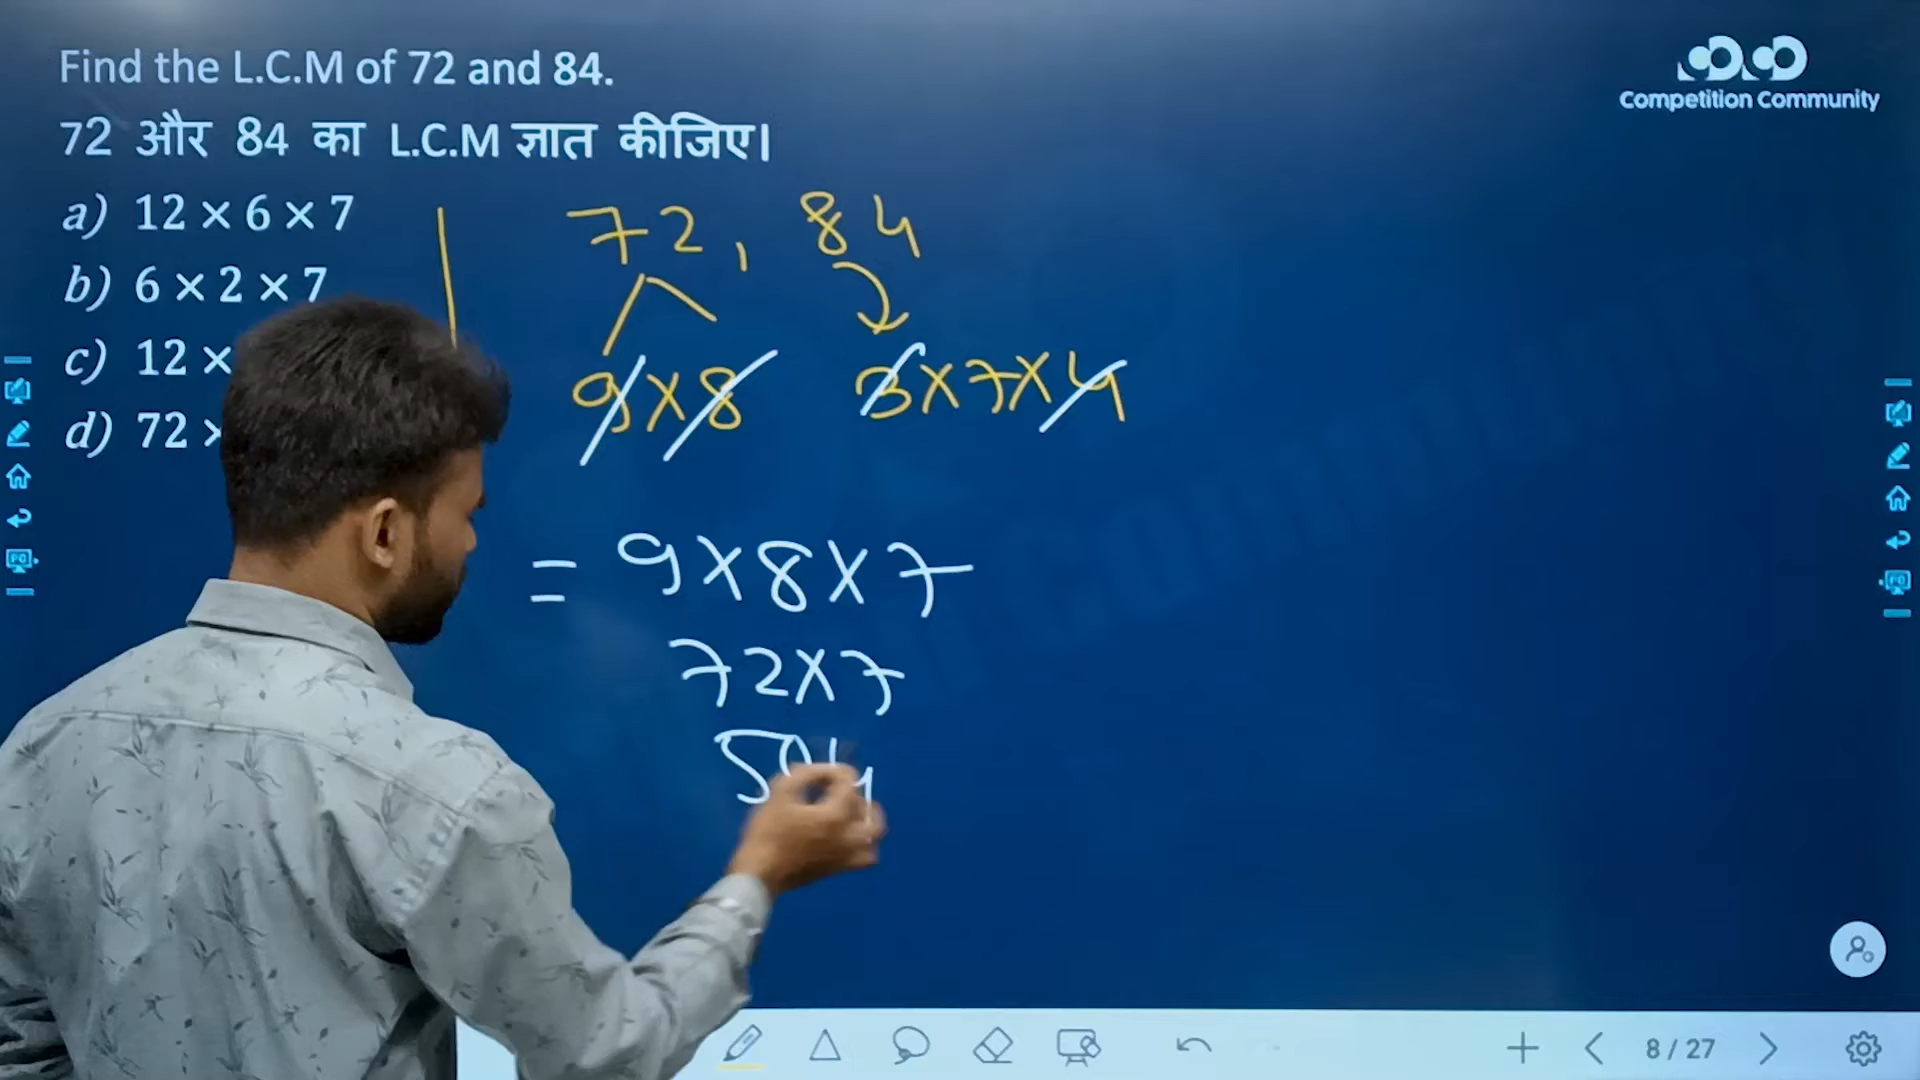 Find the L.C.M of 72 and 84.
72 और 84 का L.C.M ज्ञात कीजिए।
a) 12 × 6 × 7
b) 6 × 2 × 7
c) 12 ×
d) 72 ×
72, 84
9×8 3×7×4
= 9×8×7
72×7
504
Competition Community
8 / 27